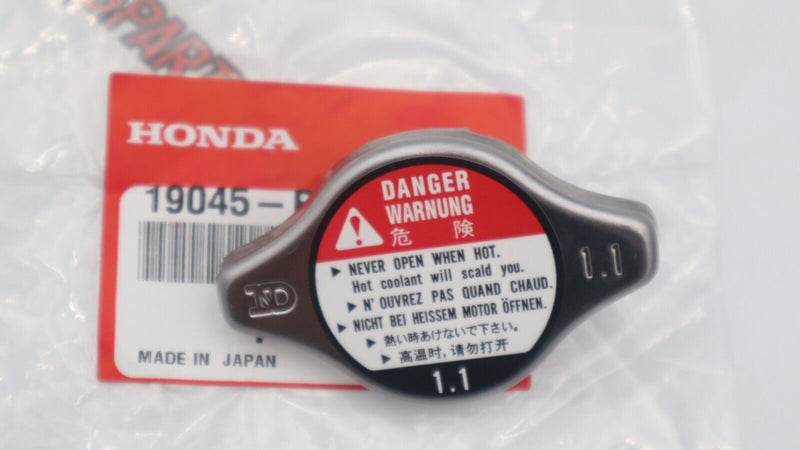 HONDA
19045-
MADE IN JAPAN
DANGER
WARNUNG
危険
▶ NEVER OPEN WHEN HOT.
Hot coolant will scald you.
▶ N'OUVREZ PAS QUAND CHAUD.
▶ NICHT BEI HEISSEM MOTOR ÖFFNEN.
▶ 熱い時あけないで下さい。
▶ 高温时,请勿打开
1.1
ND
1.1